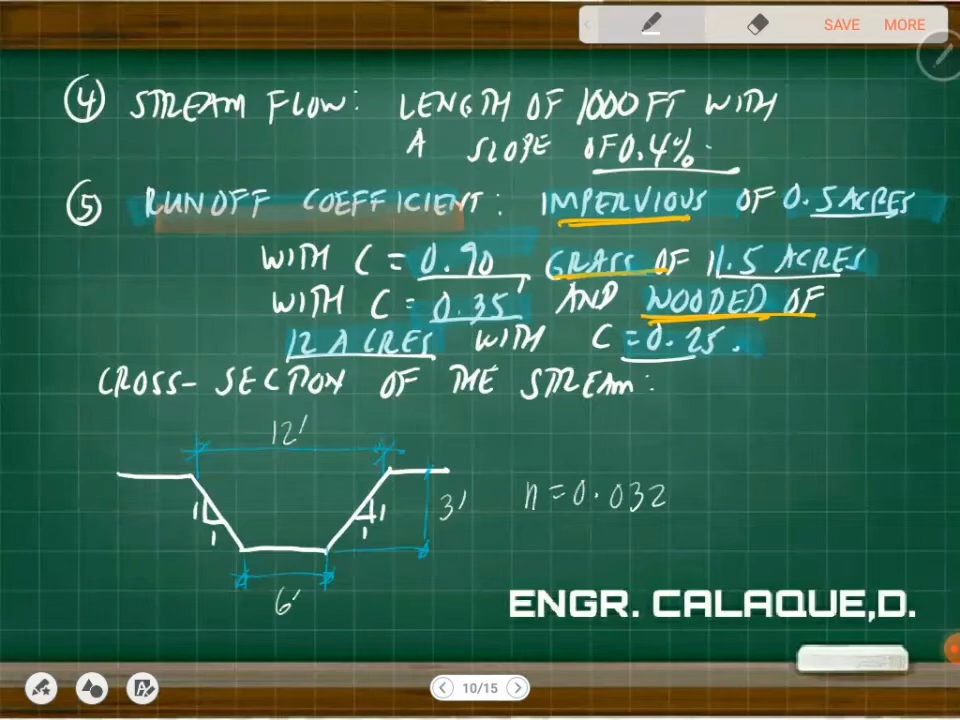 SAVE MORE
④ STREAM FLOW: LENGTH OF 1000 FT WITH
A SLOPE OF 0.4%.
⑤ RUNOFF COEFFICIENT: IMPERVIOUS OF 0.5 ACRES
WITH C = 0.90, GRASS OF 11.5 ACRES
WITH C = 0.35, AND WOODED OF
12 ACRES WITH C = 0.25.
CROSS-SECTION OF THE STREAM:
12'
1 1 3' n = 0.032
1 1
6'
ENGR. CALAQUE,D.
10/15